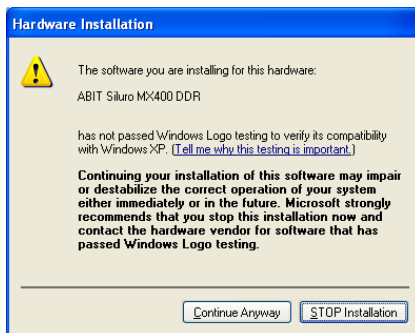 Hardware Installation
The software you are installing for this hardware:
ABIT Siluro MX400 DDR
has not passed Windows Logo testing to verify its compatibility
with Windows XP. (Tell me why this testing is important.)
Continuing your installation of this software may impair
or destabilize the correct operation of your system
either immediately or in the future. Microsoft strongly
recommends that you stop this installation now and
contact the hardware vendor for software that has
passed Windows Logo testing.
Continue Anyway
STOP Installation